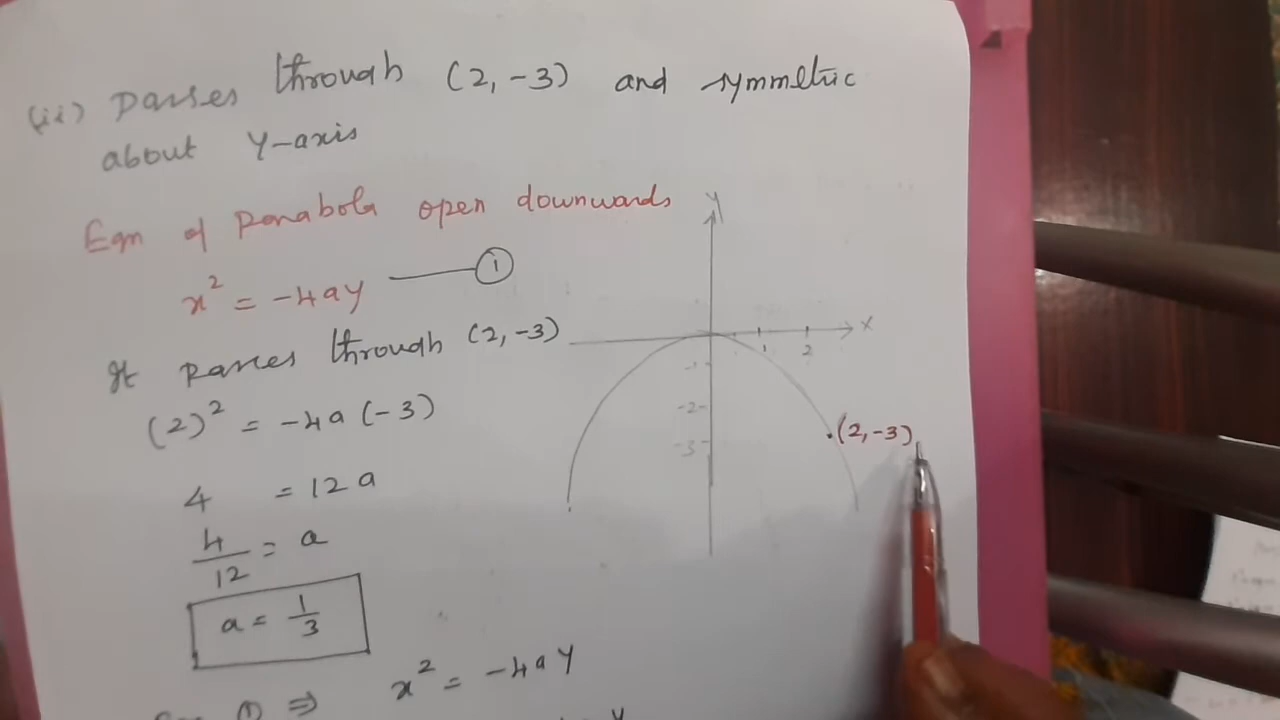 (ii) Passes through (2, -3) and symmetric
about Y-axis
Eqn of Parabola open downwards
x² = -4ay —— ①
It Passes through (2, -3)
(2)² = -4a (-3)
4 = 12 a
4/12 = a
a = 1/3
① ⇒ x² = -4ay
Y
X
1
2
-1
-2
-3
(2, -3)